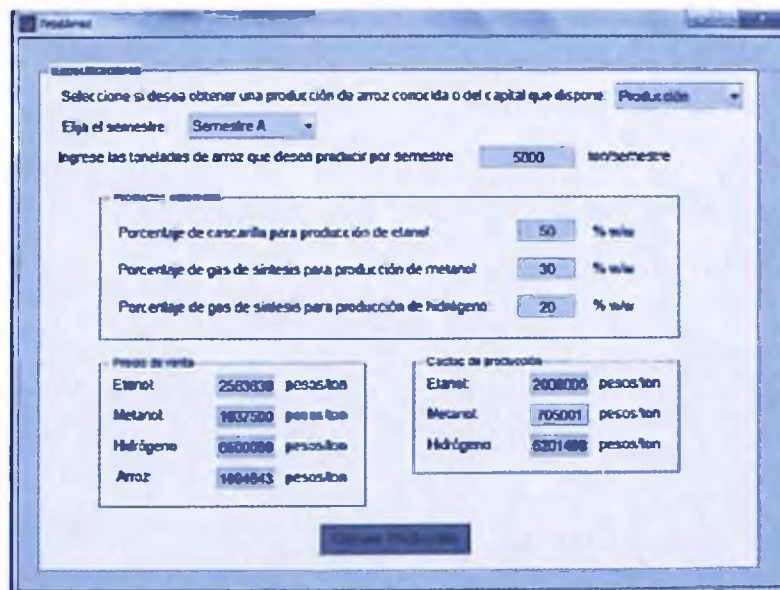 Seleccione si desea obtener una producción de arroz conocida o del capital que dispone: Producción
Elija el semestre: Semestre A
Ingrese las toneladas de arroz que desea producir por semestre 5000 ton/semestre
Porcentaje de cascarilla para producción de etanol: 50 % w/w
Porcentaje de gas de síntesis para producción de metanol: 30 % w/w
Porcentaje de gas de síntesis para producción de hidrógeno: 20 % w/w
Precios de venta
Etanol: pesos/ton
Metanol: 1637500 pesos/ton
Hidrógeno pesos/ton
Arroz: pesos/ton
Costos de producción
Etanol: pesos/ton
Metanol: 705001 pesos/ton
Hidrógeno: pesos/ton